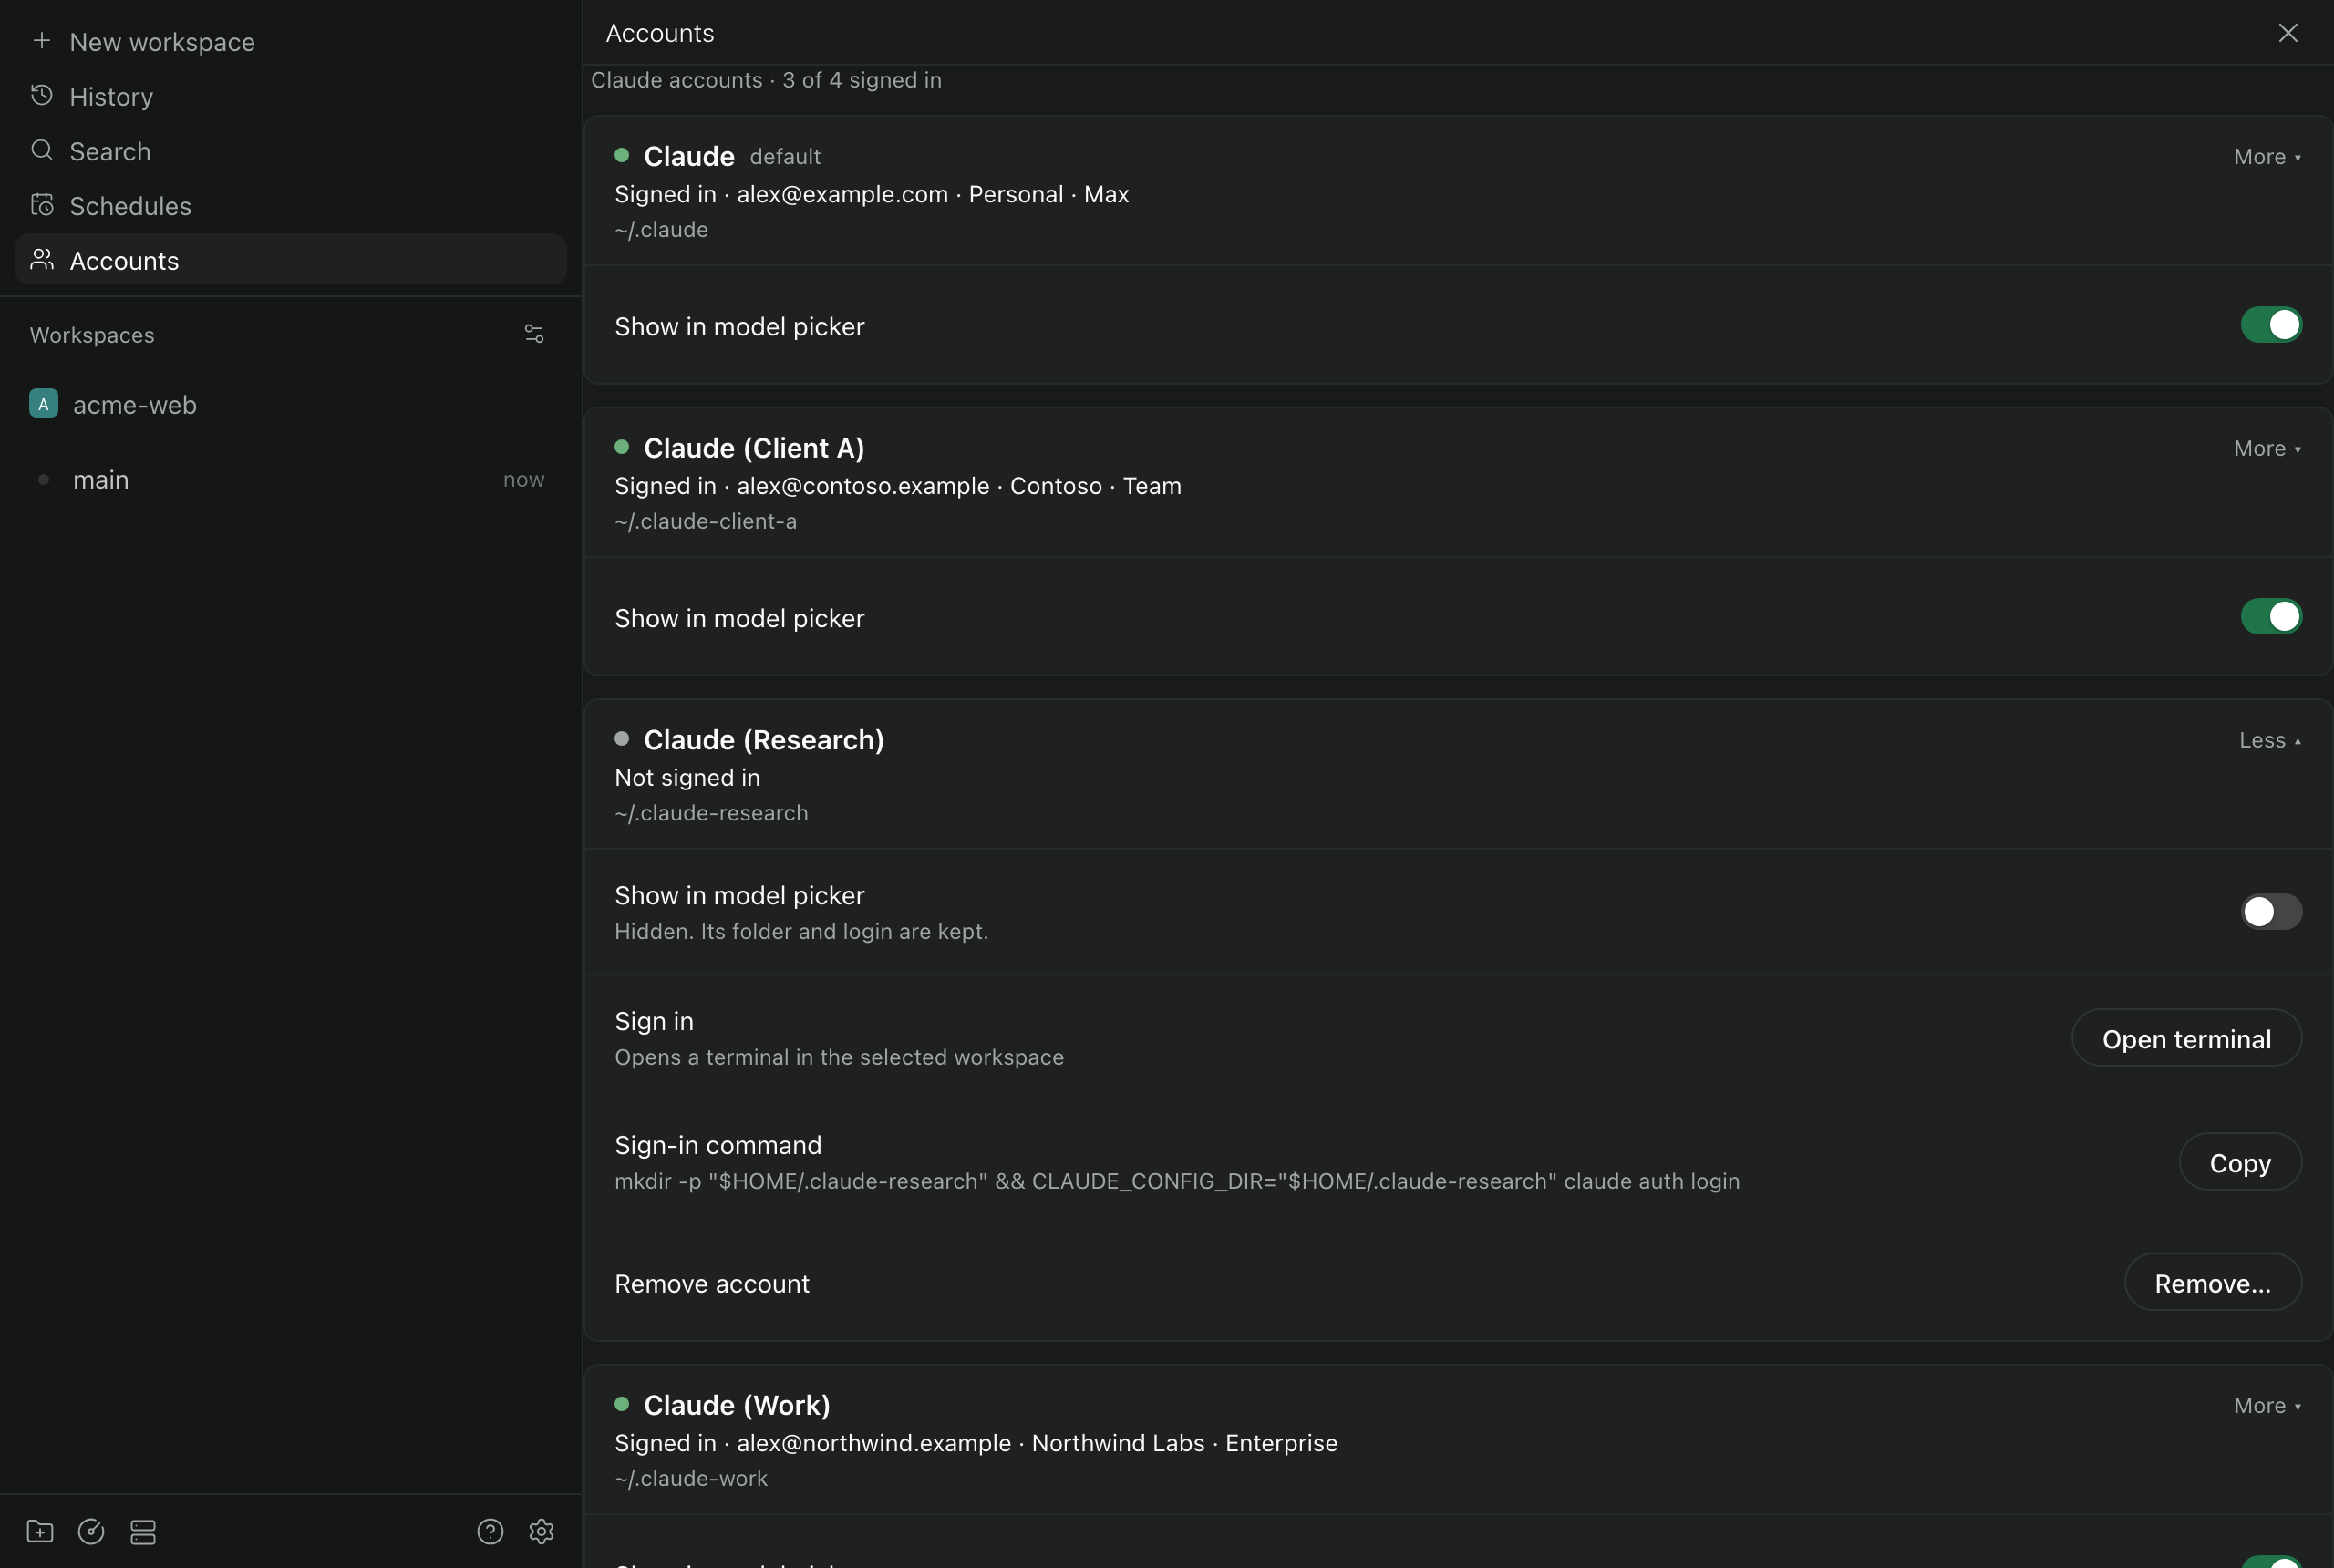 New workspace
History
Search
Schedules
Accounts
Workspaces
A acme-web
main now
Accounts
Claude accounts · 3 of 4 signed in
Claude default More
Signed in · alex@example.com · Personal · Max
~/.claude
Show in model picker
Claude (Client A) More
Signed in · alex@contoso.example · Contoso · Team
~/.claude-client-a
Show in model picker
Claude (Research) Less
Not signed in
~/.claude-research
Show in model picker
Hidden. Its folder and login are kept.
Sign in
Opens a terminal in the selected workspace
Open terminal
Sign-in command
mkdir -p "$HOME/.claude-research" && CLAUDE_CONFIG_DIR="$HOME/.claude-research" claude auth login
Copy
Remove account
Remove...
Claude (Work) More
Signed in · alex@northwind.example · Northwind Labs · Enterprise
~/.claude-work